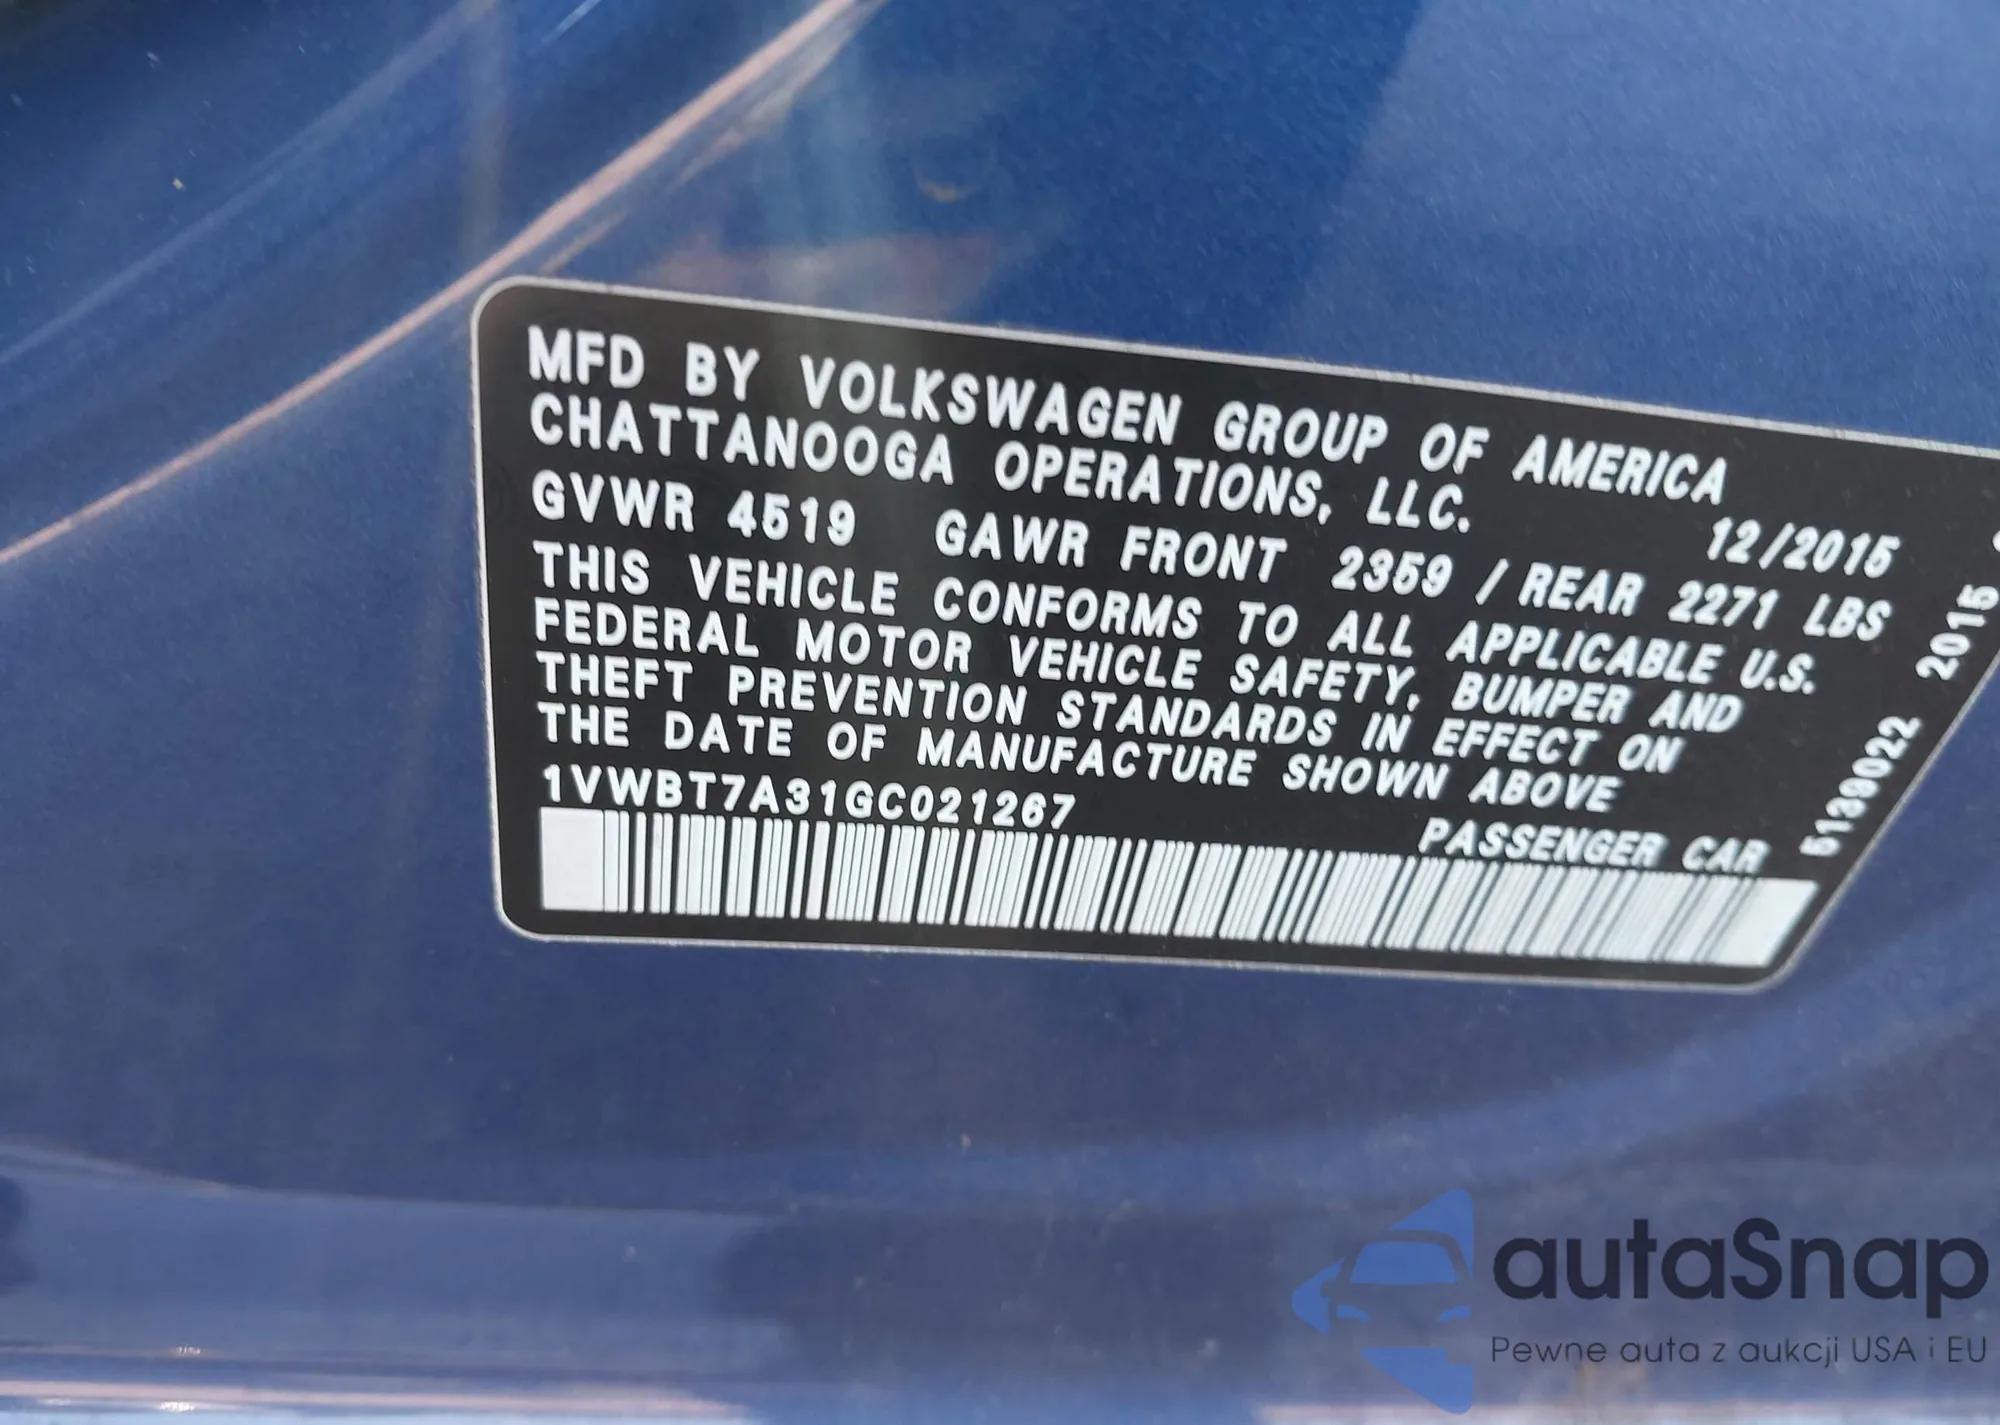 MFD BY VOLKSWAGEN GROUP OF AMERICA
CHATTANOOGA OPERATIONS, LLC.
12/2015
GVWR 4519 GAWR FRONT 2359 / REAR 2271 LBS
THIS VEHICLE CONFORMS TO ALL APPLICABLE U.S.
FEDERAL MOTOR VEHICLE SAFETY, BUMPER AND
THEFT PREVENTION STANDARDS IN EFFECT ON
THE DATE OF MANUFACTURE SHOWN ABOVE
1VWBT7A31GC021267
PASSENGER CAR
5139022 2015
autaSnap
Pewne auta z aukcji USA i EU